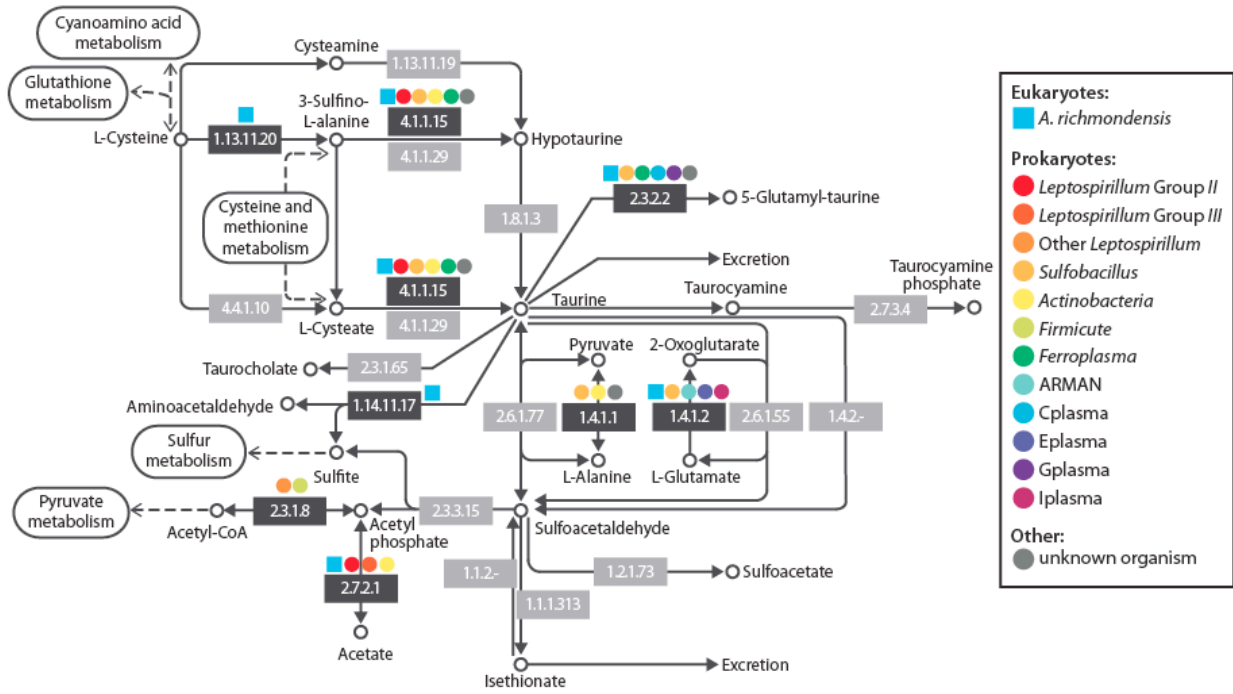 Cyanoamino acid
metabolism
Glutathione
metabolism
Cysteamine
1.13.11.19
3-Sulfino-
L-alanine
L-Cysteine
1.13.11.20
4.1.1.15
4.1.1.29
Hypotaurine
Cysteine and
methionine
metabolism
1.8.1.3
2.3.2.2
5-Glutamyl-taurine
Excretion
4.4.1.10
L-Cysteate
4.1.1.15
4.1.1.29
Taurine
Taurocyamine
Taurocyamine
phosphate
2.7.3.4
Taurocholate
2.3.1.65
Aminoacetaldehyde
1.14.11.17
Pyruvate
2-Oxoglutarate
2.6.1.77
1.4.1.1
1.4.1.2
2.6.1.55
1.4.2.-
L-Alanine
L-Glutamate
Sulfur
metabolism
Sulfite
Pyruvate
metabolism
Acetyl-CoA
2.3.1.8
Acetyl
phosphate
2.3.3.15
Sulfoacetaldehyde
2.7.2.1
Acetate
1.1.2.-
1.1.1.313
1.2.1.73
Sulfoacetate
Isethionate
Excretion
Eukaryotes:
A. richmondensis
Prokaryotes:
Leptospirillum Group II
Leptospirillum Group III
Other Leptospirillum
Sulfobacillus
Actinobacteria
Firmicute
Ferroplasma
ARMAN
Cplasma
Eplasma
Gplasma
Iplasma
Other:
unknown organism